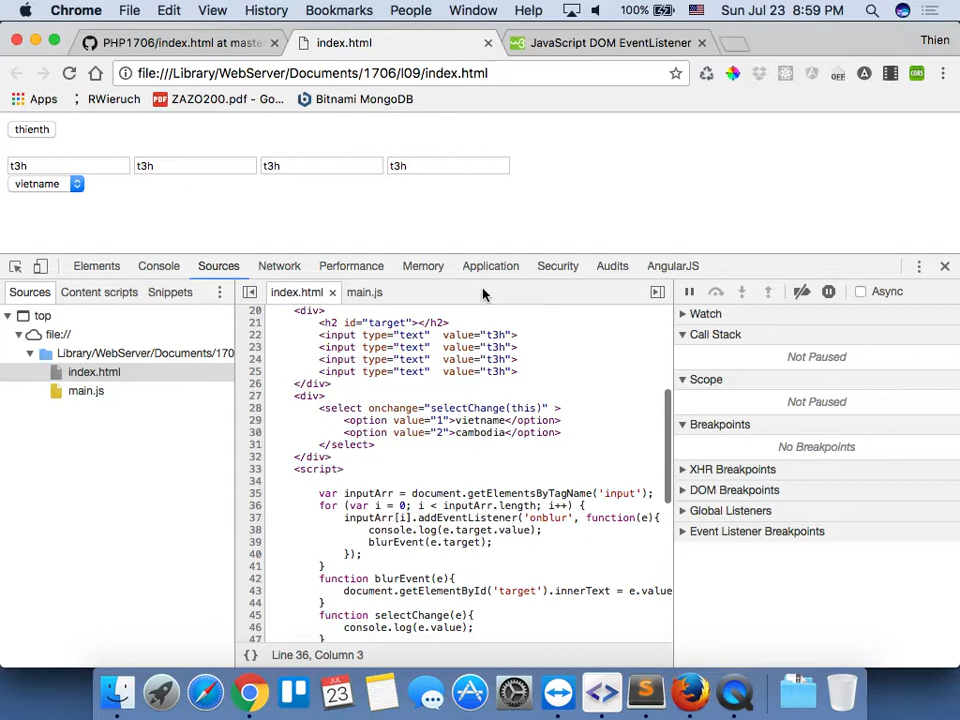 Chrome File Edit View History Bookmarks People Window Help 100% Sun Jul 23 8:59 PM
PHP1706/index.html at maste
index.html
JavaScript DOM EventListener
Thien
file:///Library/WebServer/Documents/1706/l09/index.html
OFF
CORS
Apps RWieruch ZAZO200.pdf - Go... Bitnami MongoDB
thienth
t3h t3h t3h t3h
vietname
Elements Console Sources Network Performance Memory Application Security Audits AngularJS
Sources Content scripts Snippets index.html main.js Async
top
file://
Library/WebServer/Documents/170
index.html
main.js
20 <div>
21 <h2 id="target"></h2>
22 <input type="text"  value="t3h">
23 <input type="text"  value="t3h">
24 <input type="text"  value="t3h">
25 <input type="text"  value="t3h">
26 </div>
27 <div>
28 <select onchange="selectChange(this)" >
29 <option value="1">vietname</option>
30 <option value="2">cambodia</option>
31 </select>
32 </div>
33 <script>
34
35 var inputArr = document.getElementsByTagName('input');
36 for (var i = 0; i < inputArr.length; i++) {
37 inputArr[i].addEventListener('onblur', function(e){
38 console.log(e.target.value);
39 blurEvent(e.target);
40 });
41 }
42 function blurEvent(e){
43 document.getElementById('target').innerText = e.value
44 }
45 function selectChange(e){
46 console.log(e.value);
47 }
{} Line 36, Column 3
Watch
Call Stack
Not Paused
Scope
Not Paused
Breakpoints
No Breakpoints
XHR Breakpoints
DOM Breakpoints
Global Listeners
Event Listener Breakpoints
JUL
23